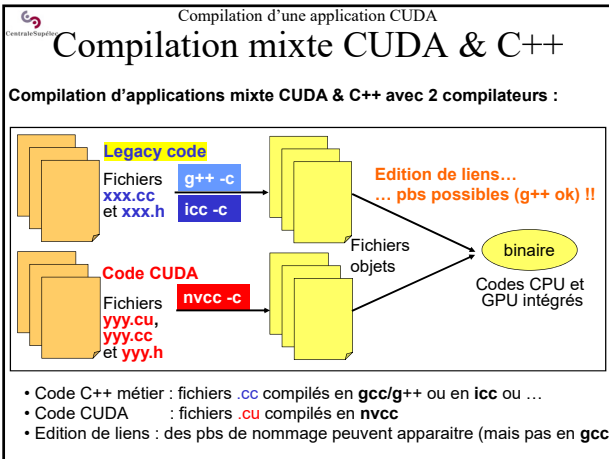 Compilation d'une application CUDA
CentraleSupélec
Compilation mixte CUDA & C++
Compilation d'applications mixte CUDA & C++ avec 2 compilateurs :
Legacy code
Fichiers
xxx.cc
et xxx.h
g++ -c
icc -c
Edition de liens…
… pbs possibles (g++ ok) !!
Fichiers
objets
binaire
Codes CPU et
GPU intégrés
Code CUDA
Fichiers
yyy.cu,
yyy.cc
et yyy.h
nvcc -c
• Code C++ métier : fichiers .cc compilés en gcc/g++ ou en icc ou …
• Code CUDA : fichiers .cu compilés en nvcc
• Edition de liens : des pbs de nommage peuvent apparaitre (mais pas en gcc